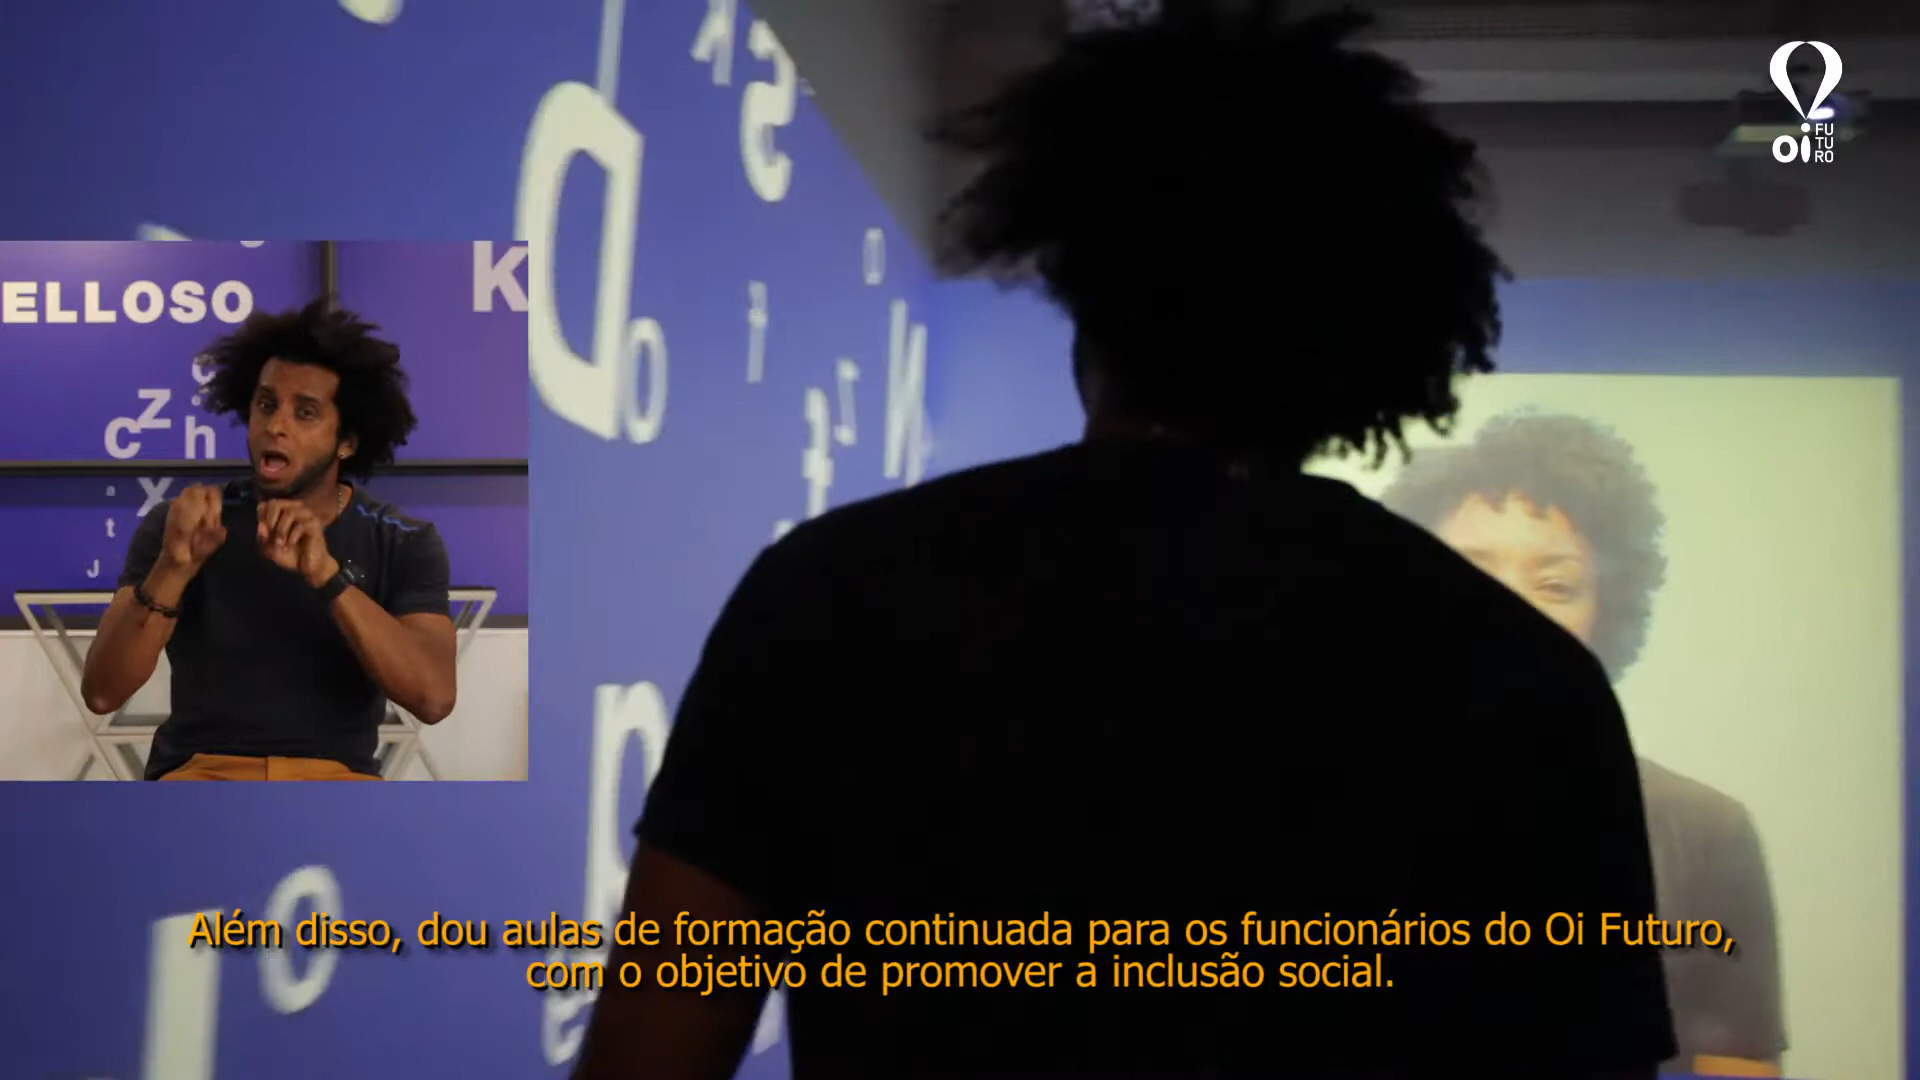 oi FU
TU
RO
ELLOSO
K
c
z
c h
x
a
t
J
D
o
p
o
Além disso, dou aulas de formação continuada para os funcionários do Oi Futuro,
com o objetivo de promover a inclusão social.